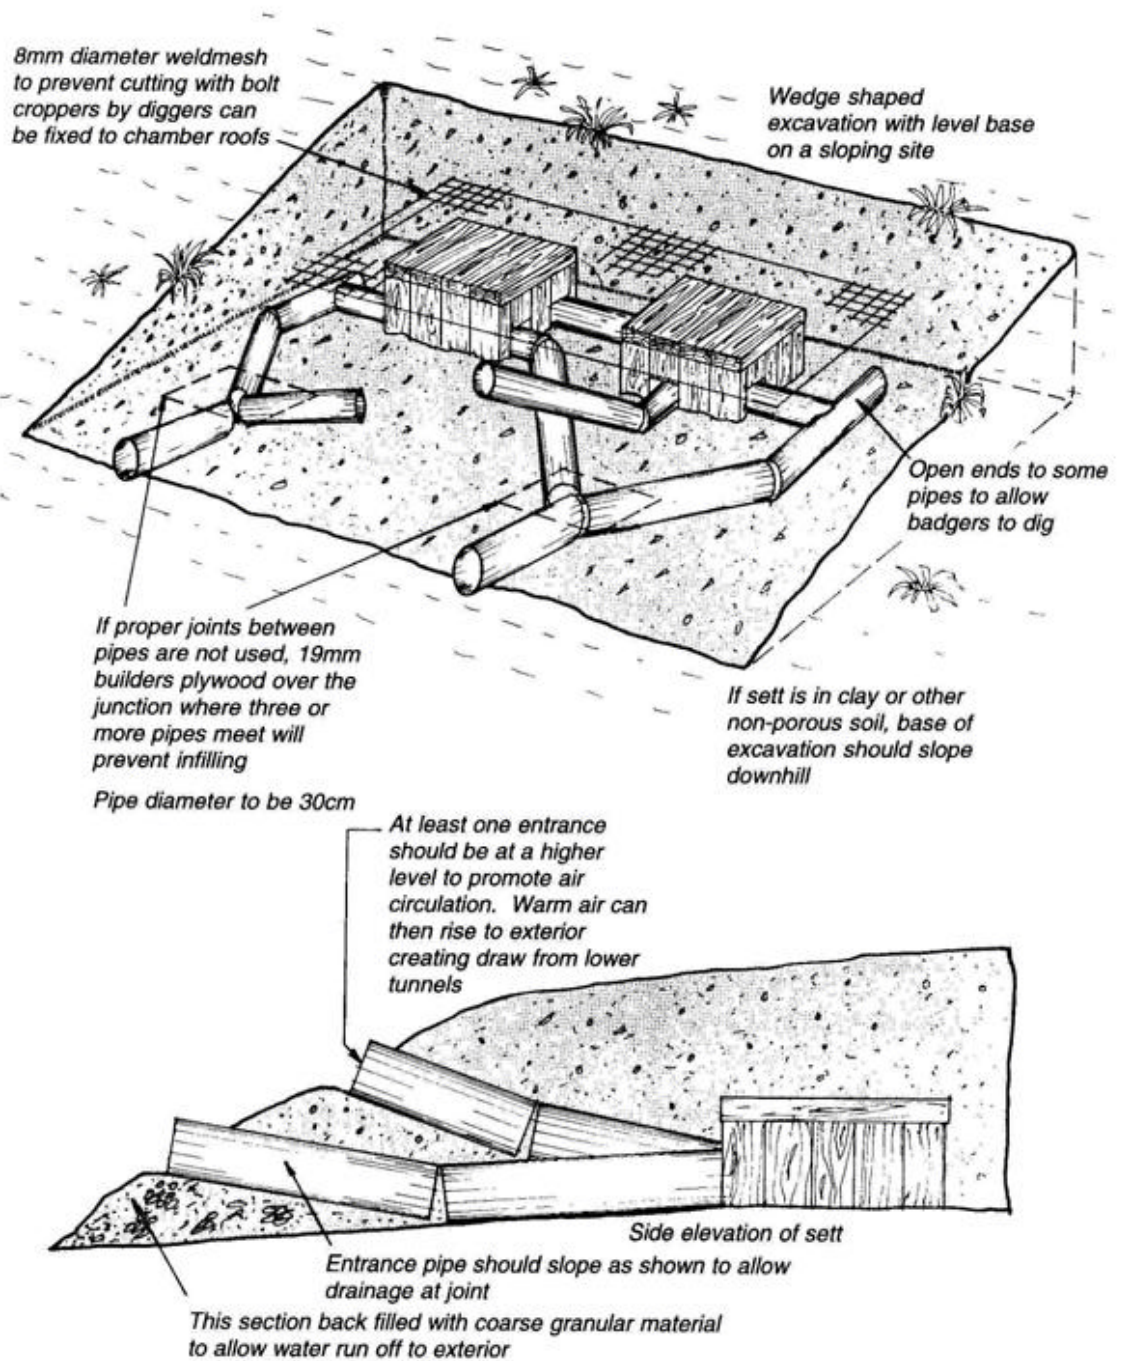 8mm diameter weldmesh
to prevent cutting with bolt
croppers by diggers can
be fixed to chamber roofs
Wedge shaped
excavation with level base
on a sloping site
Open ends to some
pipes to allow
badgers to dig
If proper joints between
pipes are not used, 19mm
builders plywood over the
junction where three or
more pipes meet will
prevent infilling
Pipe diameter to be 30cm
If sett is in clay or other
non-porous soil, base of
excavation should slope
downhill
At least one entrance
should be at a higher
level to promote air
circulation. Warm air can
then rise to exterior
creating draw from lower
tunnels
Side elevation of sett
Entrance pipe should slope as shown to allow
drainage at joint
This section back filled with coarse granular material
to allow water run off to exterior